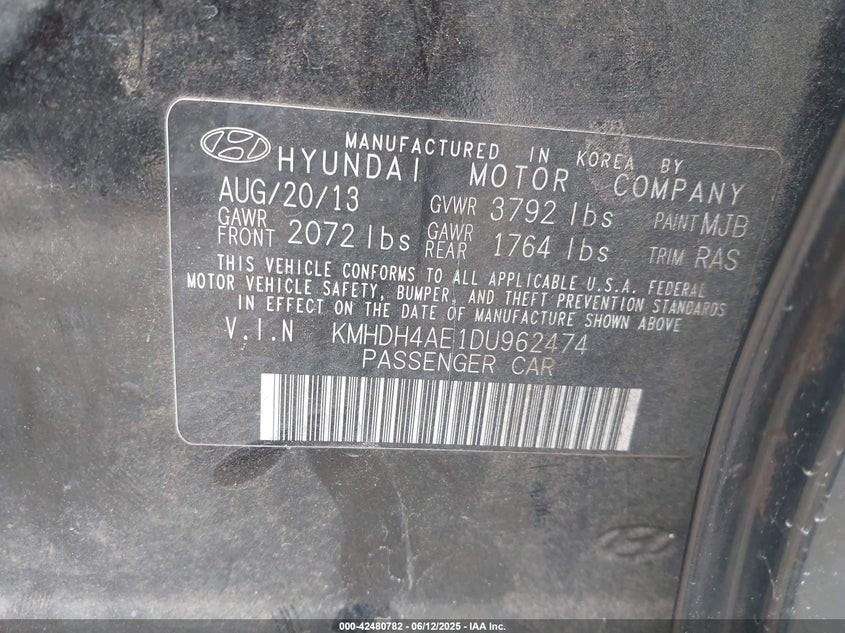 MANUFACTURED IN KOREA BY
HYUNDAI MOTOR COMPANY
AUG/20/13 GVWR 3792 lbs PAINT MJB
GAWR FRONT 2072 lbs GAWR REAR 1764 lbs TRIM RAS
THIS VEHICLE CONFORMS TO ALL APPLICABLE U.S.A. FEDERAL
MOTOR VEHICLE SAFETY, BUMPER, AND THEFT PREVENTION STANDARDS
IN EFFECT ON THE DATE OF MANUFACTURE SHOWN ABOVE
V.I.N KMHDH4AE1DU962474
PASSENGER CAR
000-42480782 - 06/12/2025 - IAA Inc.